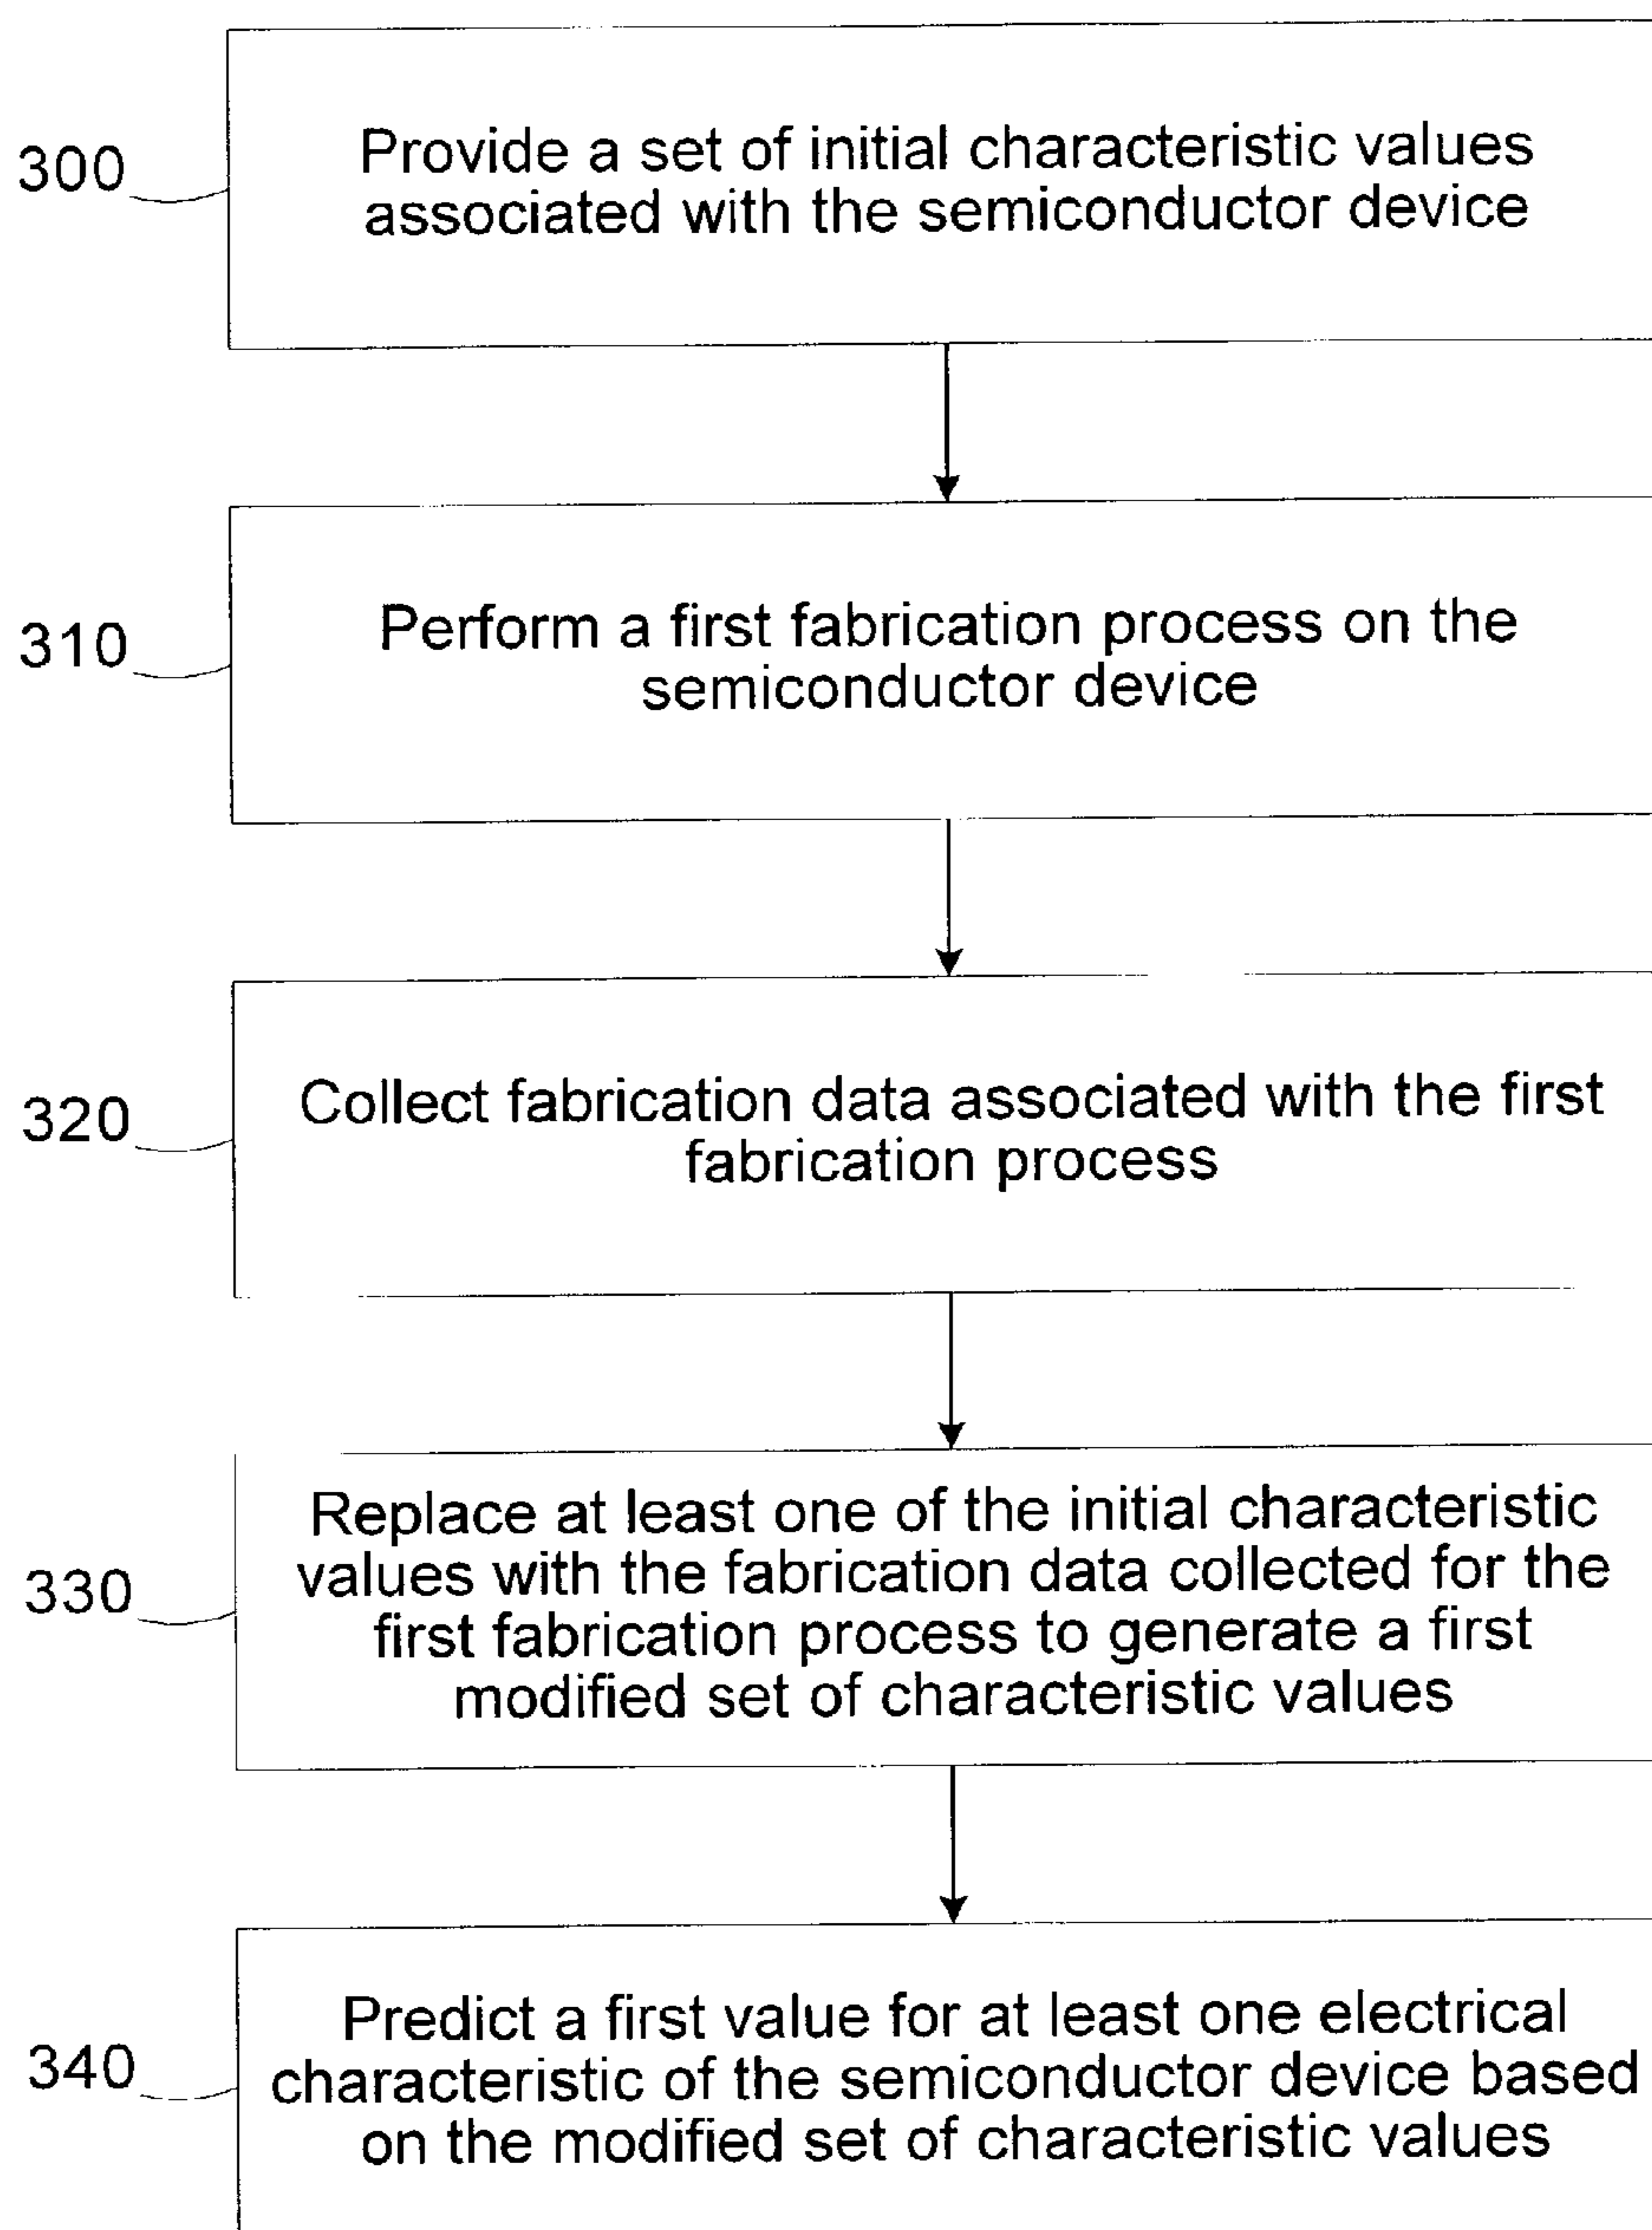 300
Provide a set of initial characteristic values
associated with the semiconductor device
310
Perform a first fabrication process on the
semiconductor device
320
Collect fabrication data associated with the first
fabrication process
330
Replace at least one of the initial characteristic
values with the fabrication data collected for the
first fabrication process to generate a first
modified set of characteristic values
340
Predict a first value for at least one electrical
characteristic of the semiconductor device based
on the modified set of characteristic values